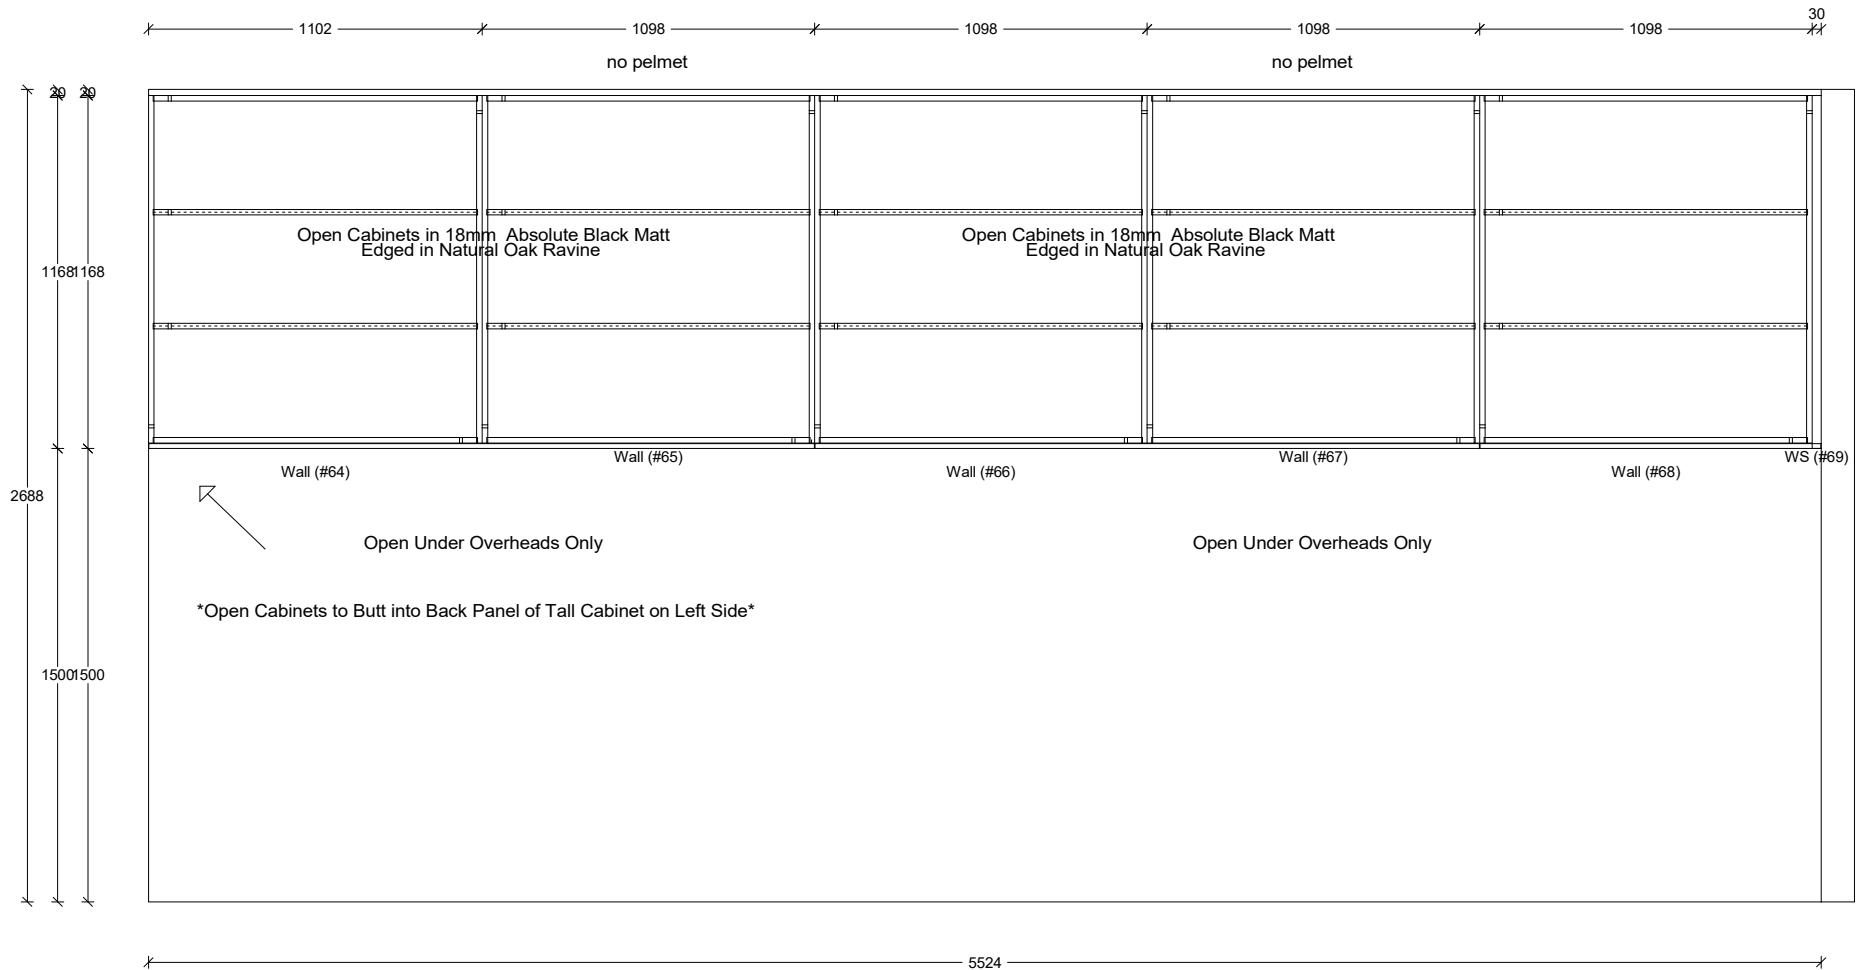 30
1102
1098
1098
1098
1098
no pelmet
no pelmet
20
20
Open Cabinets in 18mm  Absolute Black Matt
Edged in Natural Oak Ravine
Open Cabinets in 18mm  Absolute Black Matt
Edged in Natural Oak Ravine
1168
1168
Wall (#64)
Wall (#65)
Wall (#66)
Wall (#67)
Wall (#68)
WS (#69)
2688
Open Under Overheads Only
Open Under Overheads Only
*Open Cabinets to Butt into Back Panel of Tall Cabinet on Left Side*
1500
1500
5524